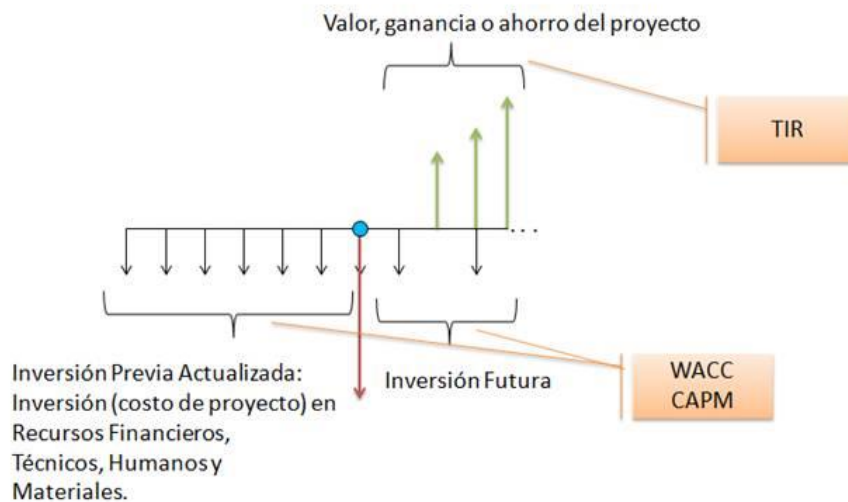 Valor, ganancia o ahorro del proyecto
TIR
...
Inversión Previa Actualizada:
Inversión (costo de proyecto) en
Recursos Financieros,
Técnicos, Humanos y
Materiales.
Inversión Futura
WACC
CAPM